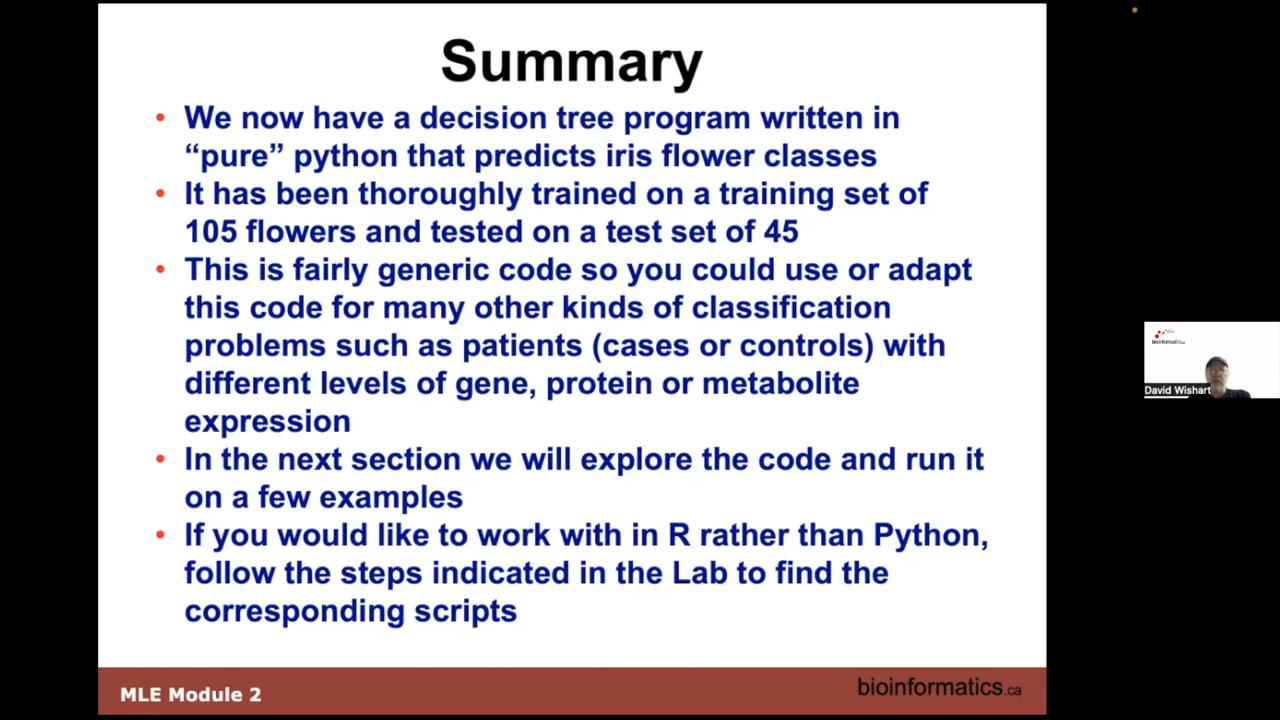 Summary
• We now have a decision tree program written in
“pure” python that predicts iris flower classes
• It has been thoroughly trained on a training set of
105 flowers and tested on a test set of 45
• This is fairly generic code so you could use or adapt
this code for many other kinds of classification
problems such as patients (cases or controls) with
different levels of gene, protein or metabolite
expression
• In the next section we will explore the code and run it
on a few examples
• If you would like to work with in R rather than Python,
follow the steps indicated in the Lab to find the
corresponding scripts
MLE Module 2
bioinformatics.ca
bioinformatics.ca
David Wishart